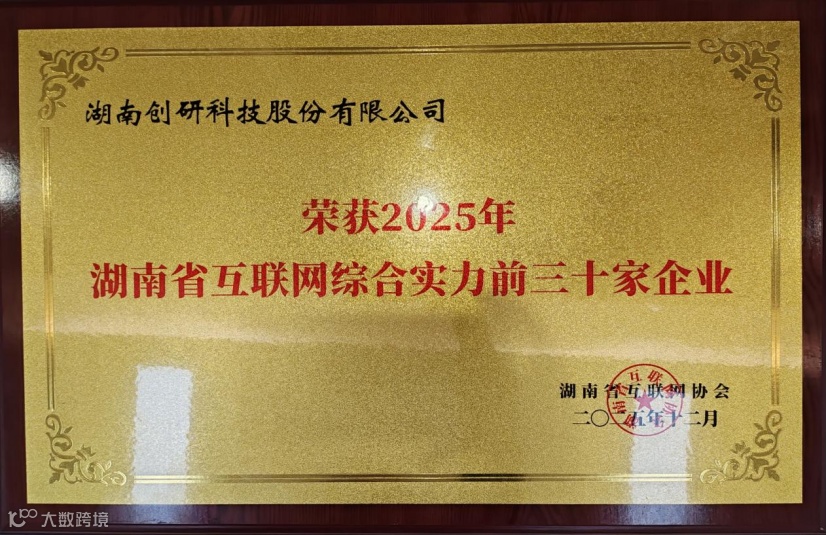 湖南创研科技股份有限公司
荣获2025年
湖南省互联网综合实力前三十家企业
湖南省互联网协会
二〇二五年十二月
大数跨境